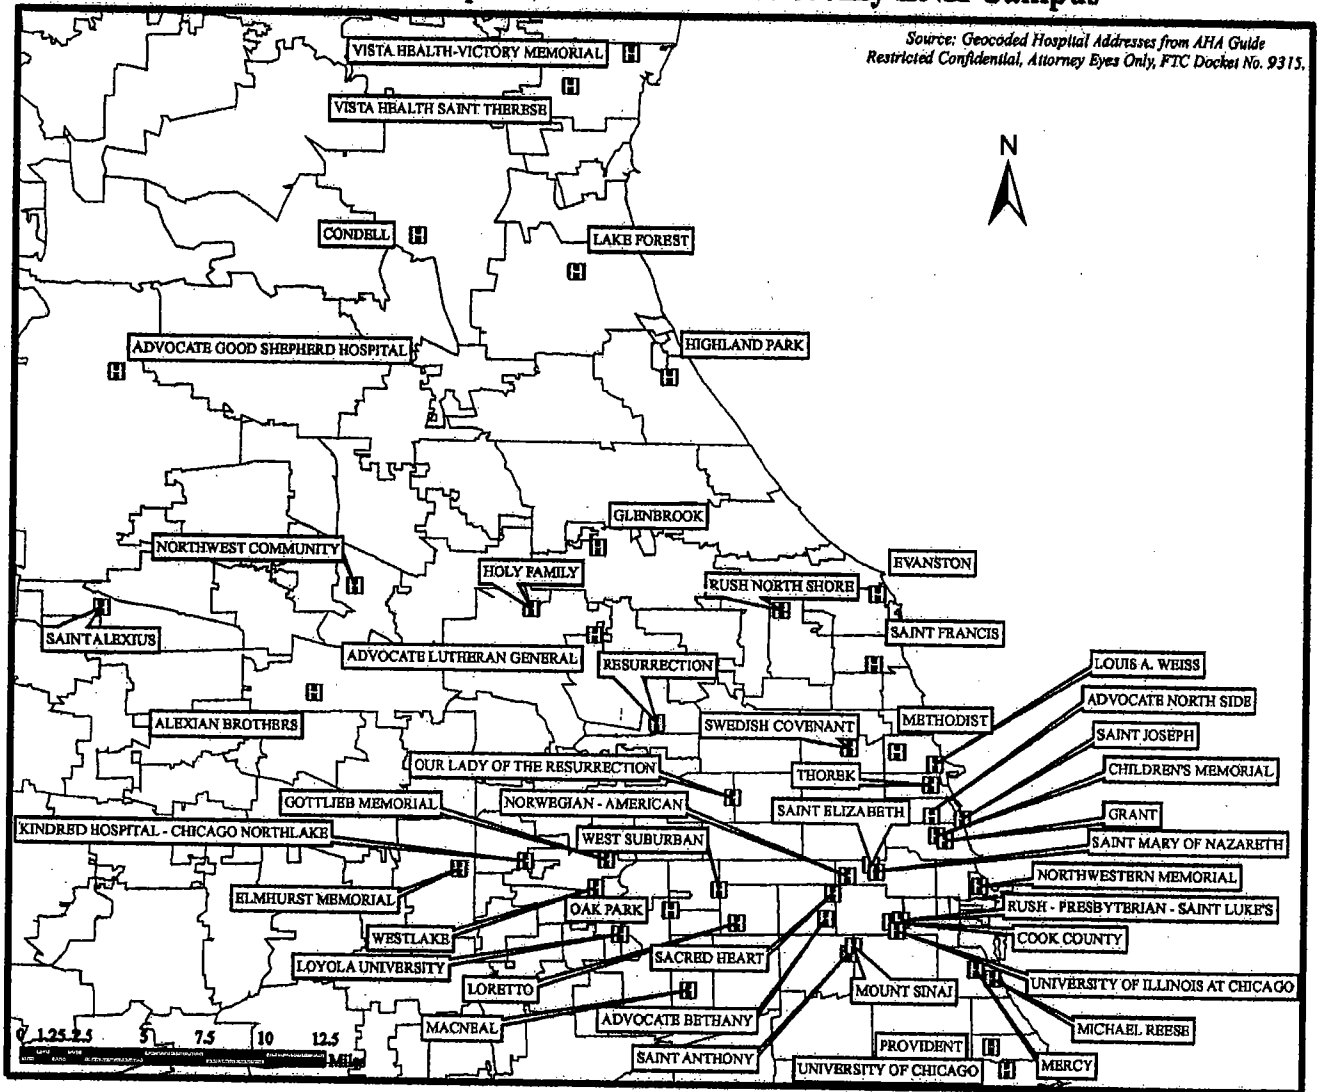 Campus
Source: Geocoded Hospital Addresses from AHA Guide
Restricted Confidential, Attorney Eyes Only, FTC Docket No. 9315.
VISTA HEALTH-VICTORY MEMORIAL
H
H
VISTA HEALTH SAINT THERESE
N
CONDELL
H
LAKE FOREST
H
ADVOCATE GOOD SHEPHERD HOSPITAL
H
HIGHLAND PARK
H
GLENBROOK
H
NORTHWEST COMMUNITY
H
HOLY FAMILY
H
EVANSTON
H
RUSH NORTH SHORE
H
SAINT ALEXIUS
H
SAINT FRANCIS
H
ADVOCATE LUTHERAN GENERAL
H
RESURRECTION
H
LOUIS A. WEISS
ADVOCATE NORTH SIDE
ALEXIAN BROTHERS
H
SWEDISH COVENANT
H
METHODIST
H
SAINT JOSEPH
OUR LADY OF THE RESURRECTION
H
THOREK
H
CHILDREN'S MEMORIAL
GOTTLIEB MEMORIAL
NORWEGIAN - AMERICAN
SAINT ELIZABETH
GRANT
KINDRED HOSPITAL - CHICAGO NORTHLAKE
WEST SUBURBAN
SAINT MARY OF NAZARETH
ELMHURST MEMORIAL
H
NORTHWESTERN MEMORIAL
OAK PARK
H
RUSH - PRESBYTERIAN - SAINT LUKE'S
WESTLAKE
COOK COUNTY
LOYOLA UNIVERSITY
SACRED HEART
LORETTO
MOUNT SINAI
UNIVERSITY OF ILLINOIS AT CHICAGO
MACNEAL
ADVOCATE BETHANY
MICHAEL REESE
SAINT ANTHONY
PROVIDENT
H
UNIVERSITY OF CHICAGO
H
MERCY
0 1.25 2.5 5 7.5 10 12.5
Miles